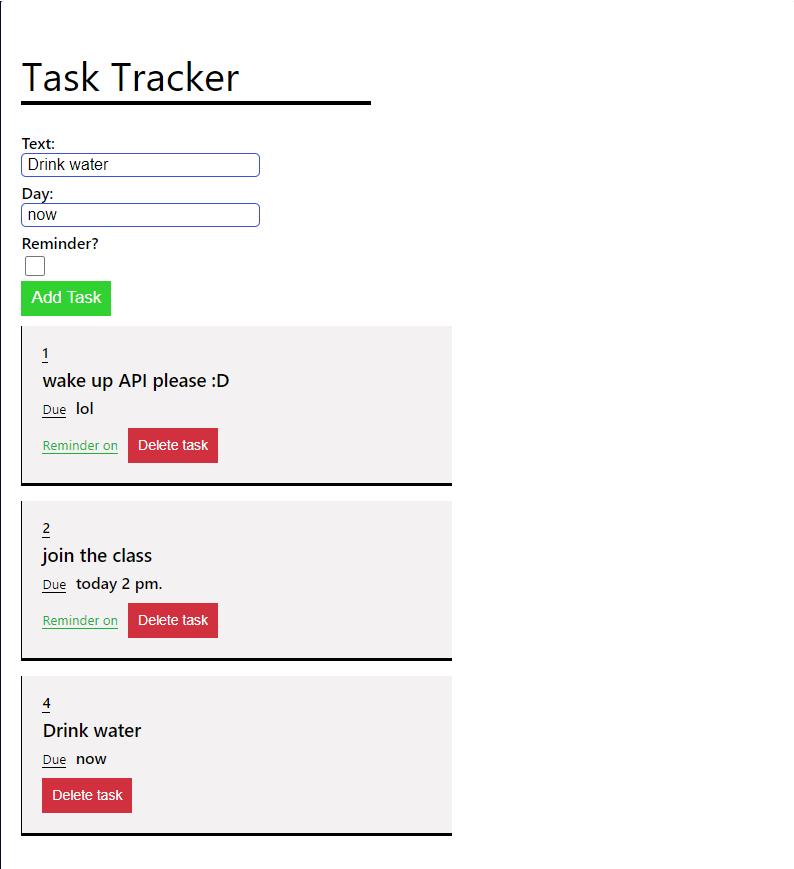 Task Tracker
Text:
Drink water
Day:
now
Reminder?
Add Task
1
wake up API please :D
Due lol
Reminder on Delete task
2
join the class
Due today 2 pm.
Reminder on Delete task
4
Drink water
Due now
Delete task